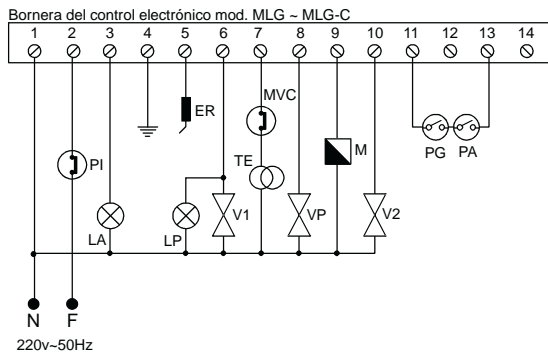 Bornera del control electrónico mod. MLG ~ MLG-C
1 2 3 4 5 6 7 8 9 10 11 12 13 14
MVC
ER
PI
TE
M
PG PA
LA
LP
V1
VP
V2
N F
220v~50Hz